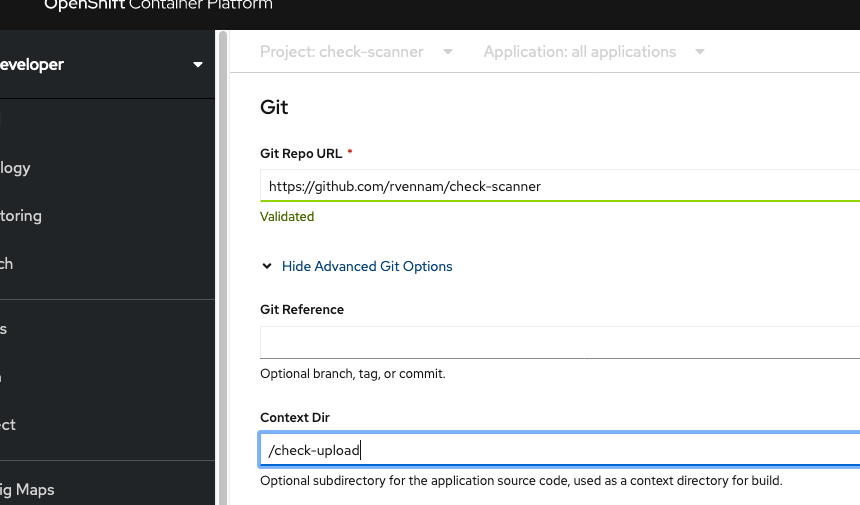 OpenShift Container Platform
eveloper
Project: check-scanner
Application: all applications
logy
toring
ch
s
ect
ig Maps
Git
Git Repo URL *
https://github.com/rvennam/check-scanner
Validated
Hide Advanced Git Options
Git Reference
Optional branch, tag, or commit.
Context Dir
/check-upload
Optional subdirectory for the application source code, used as a context directory for build.